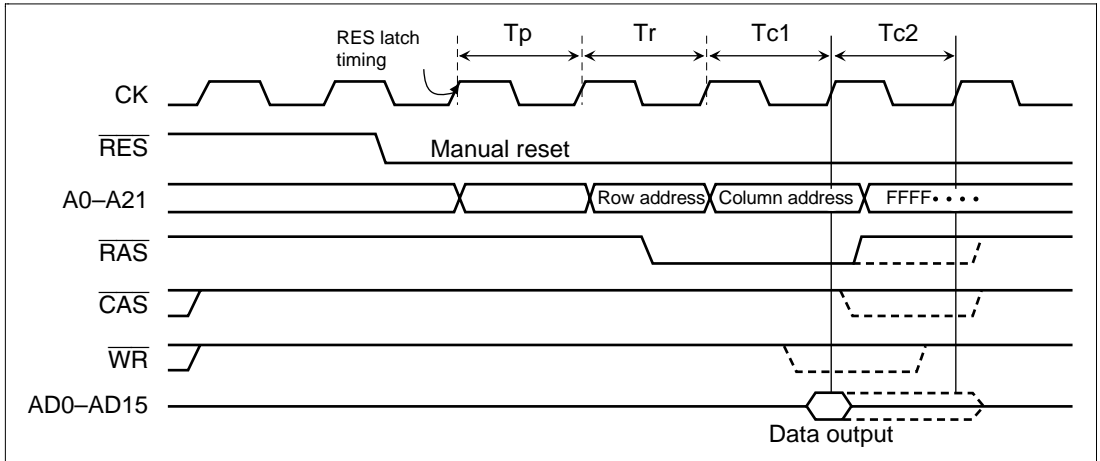 Tp Tr Tc1 Tc2
RES latch
timing
CK
RES
Manual reset
A0–A21
Row address
Column address
FFFF····
RAS
CAS
WR
AD0–AD15
Data output